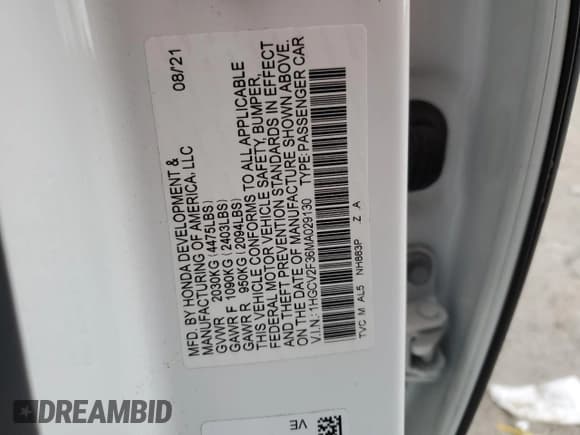 MFD. BY HONDA DEVELOPMENT & 08/21
MANUFACTURING OF AMERICA, LLC
GVWR 2030KG (4475LBS)
GAWR F 1090KG (2403LBS)
GAWR R 950KG (2094LBS)
THIS VEHICLE CONFORMS TO ALL APPLICABLE
FEDERAL MOTOR VEHICLE SAFETY, BUMPER,
AND THEFT PREVENTION STANDARDS IN EFFECT
ON THE DATE OF MANUFACTURE SHOWN ABOVE.
V.I.N.: 1HGCV2F36MA029130 TYPE: PASSENGER CAR
TVC M AL5 NH883P Z A
VE
DREAMBID